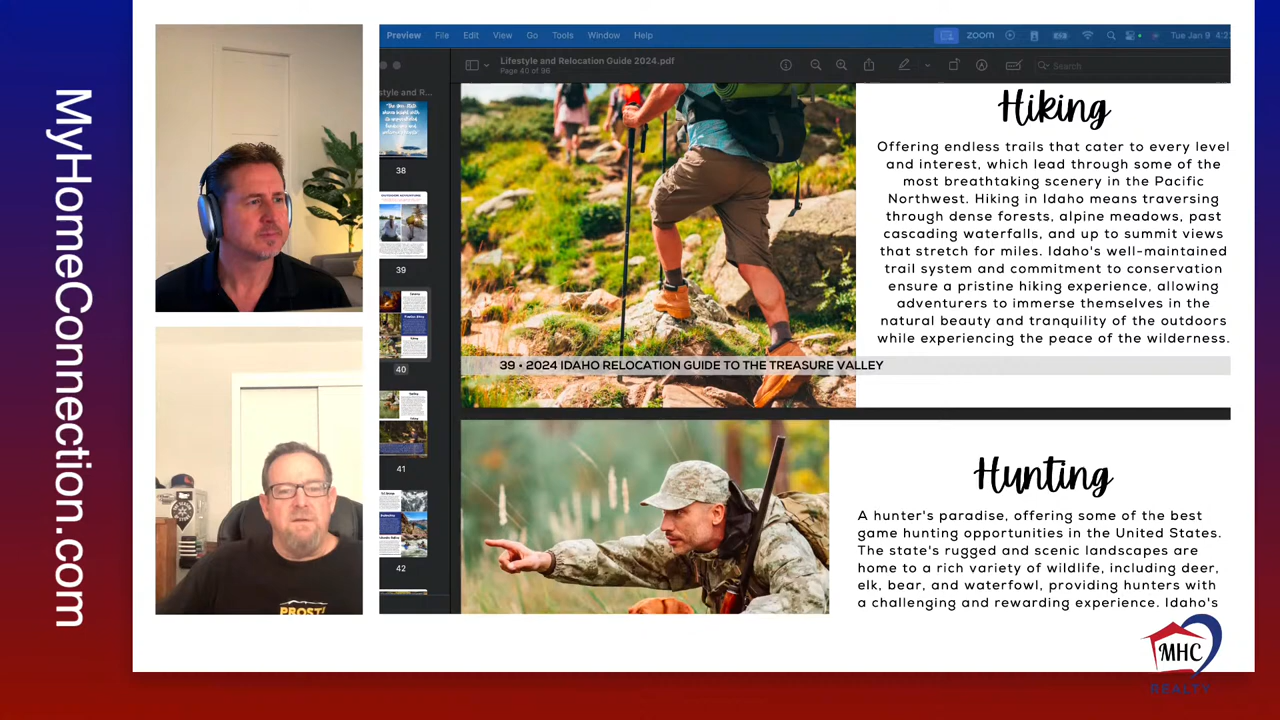 MyHomeConnection.com
Preview File Edit View Go Tools Window Help
zoom
Tue Jan 9 4:2
Lifestyle and Relocation Guide 2024.pdf
Page 40 of 96
Search
style and R...
38
39
40
41
42
Hiking
Offering endless trails that cater to every level
and interest, which lead through some of the
most breathtaking scenery in the Pacific
Northwest. Hiking in Idaho means traversing
through dense forests, alpine meadows, past
cascading waterfalls, and up to summit views
that stretch for miles. Idaho's well-maintained
trail system and commitment to conservation
ensure a pristine hiking experience, allowing
adventurers to immerse themselves in the
natural beauty and tranquility of the outdoors
while experiencing the peace of the wilderness.
39 • 2024 IDAHO RELOCATION GUIDE TO THE TREASURE VALLEY
Hunting
A hunter's paradise, offering some of the best
game hunting opportunities in the United States.
The state's rugged and scenic landscapes are
home to a rich variety of wildlife, including deer,
elk, bear, and waterfowl, providing hunters with
a challenging and rewarding experience. Idaho's
PROST!
MHC
REALTY